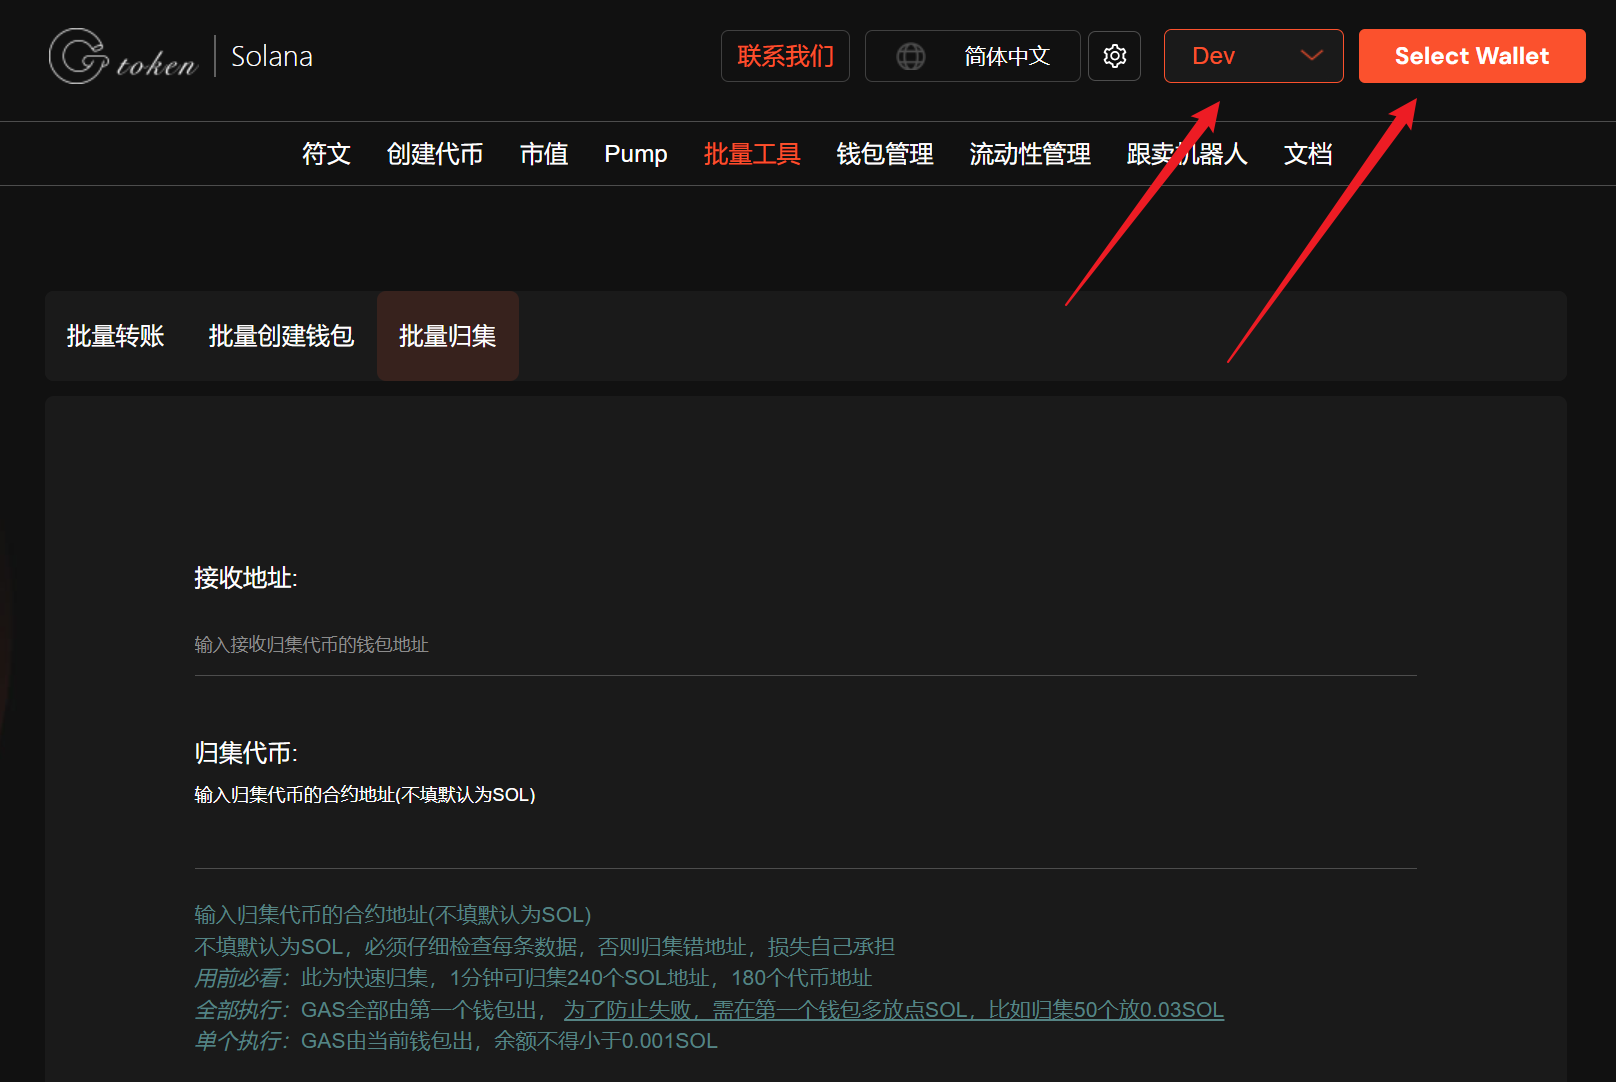 Gtoken | Solana
联系我们
简体中文
Dev
Select Wallet
符文 创建代币 市值 Pump 批量工具 钱包管理 流动性管理 跟卖机器人 文档
批量转账 批量创建钱包 批量归集
接收地址:
输入接收归集代币的钱包地址
归集代币:
输入归集代币的合约地址(不填默认为SOL)
输入归集代币的合约地址(不填默认为SOL)
不填默认为SOL，必须仔细检查每条数据，否则归集错地址，损失自己承担
用前必看：此为快速归集，1分钟可归集240个SOL地址，180个代币地址
全部执行：GAS全部由第一个钱包出， 为了防止失败，需在第一个钱包多放点SOL，比如归集50个放0.03SOL
单个执行：GAS由当前钱包出，余额不得小于0.001SOL